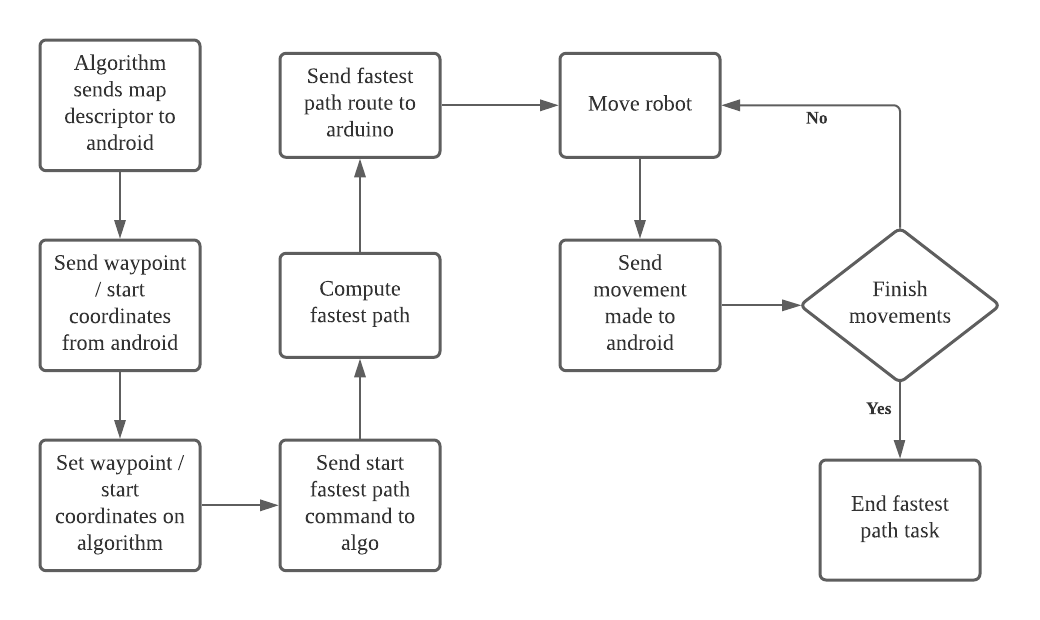 Algorithm
sends map
descriptor to
android
Send waypoint
/ start
coordinates
from android
Set waypoint /
start
coordinates on
algorithm
Send start
fastest path
command to
algo
Compute
fastest path
Send fastest
path route to
arduino
Move robot
Send
movement
made to
android
Finish
movements
No
Yes
End fastest
path task